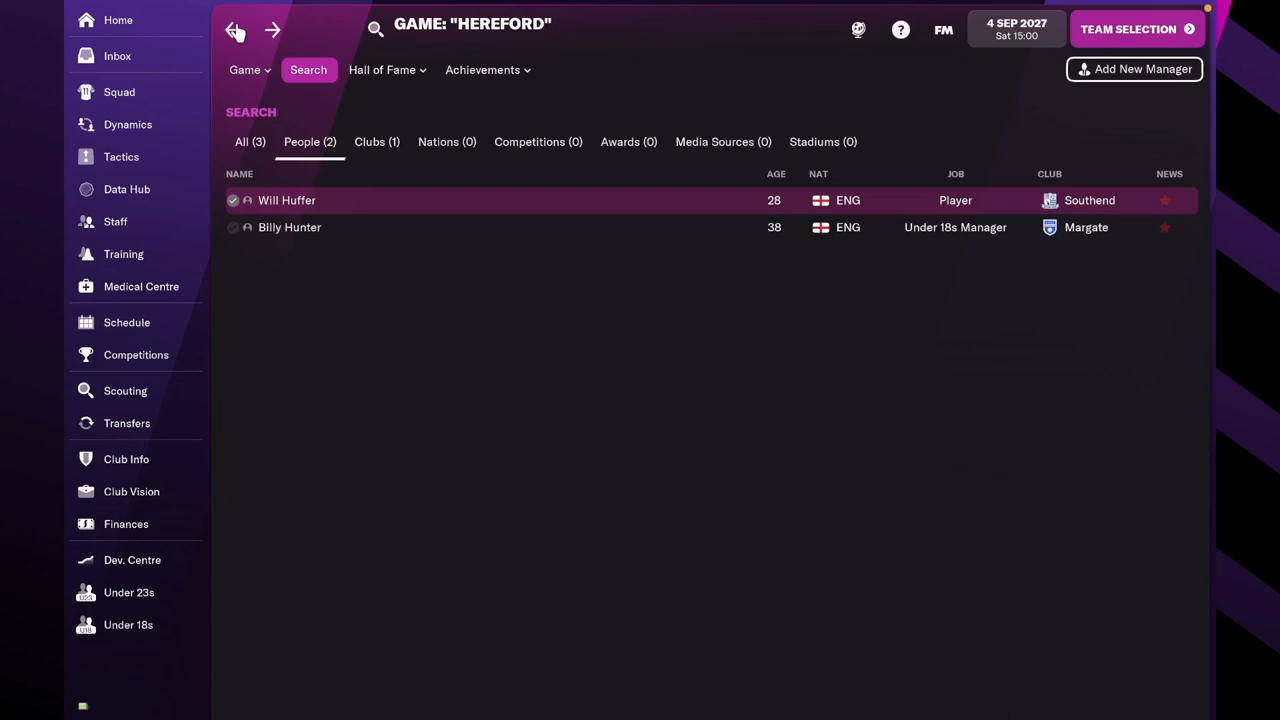 Home
Inbox
Squad
Dynamics
Tactics
Data Hub
Staff
Training
Medical Centre
Schedule
Competitions
Scouting
Transfers
Club Info
Club Vision
Finances
Dev. Centre
U23 Under 23s
U18 Under 18s
GAME: "HEREFORD"
? FM
4 SEP 2027
Sat 15:00
TEAM SELECTION
Game Search Hall of Fame Achievements
Add New Manager
SEARCH
All (3) People (2) Clubs (1) Nations (0) Competitions (0) Awards (0) Media Sources (0) Stadiums (0)
NAME AGE NAT JOB CLUB NEWS
Will Huffer 28 ENG Player Southend
Billy Hunter 38 ENG Under 18s Manager Margate